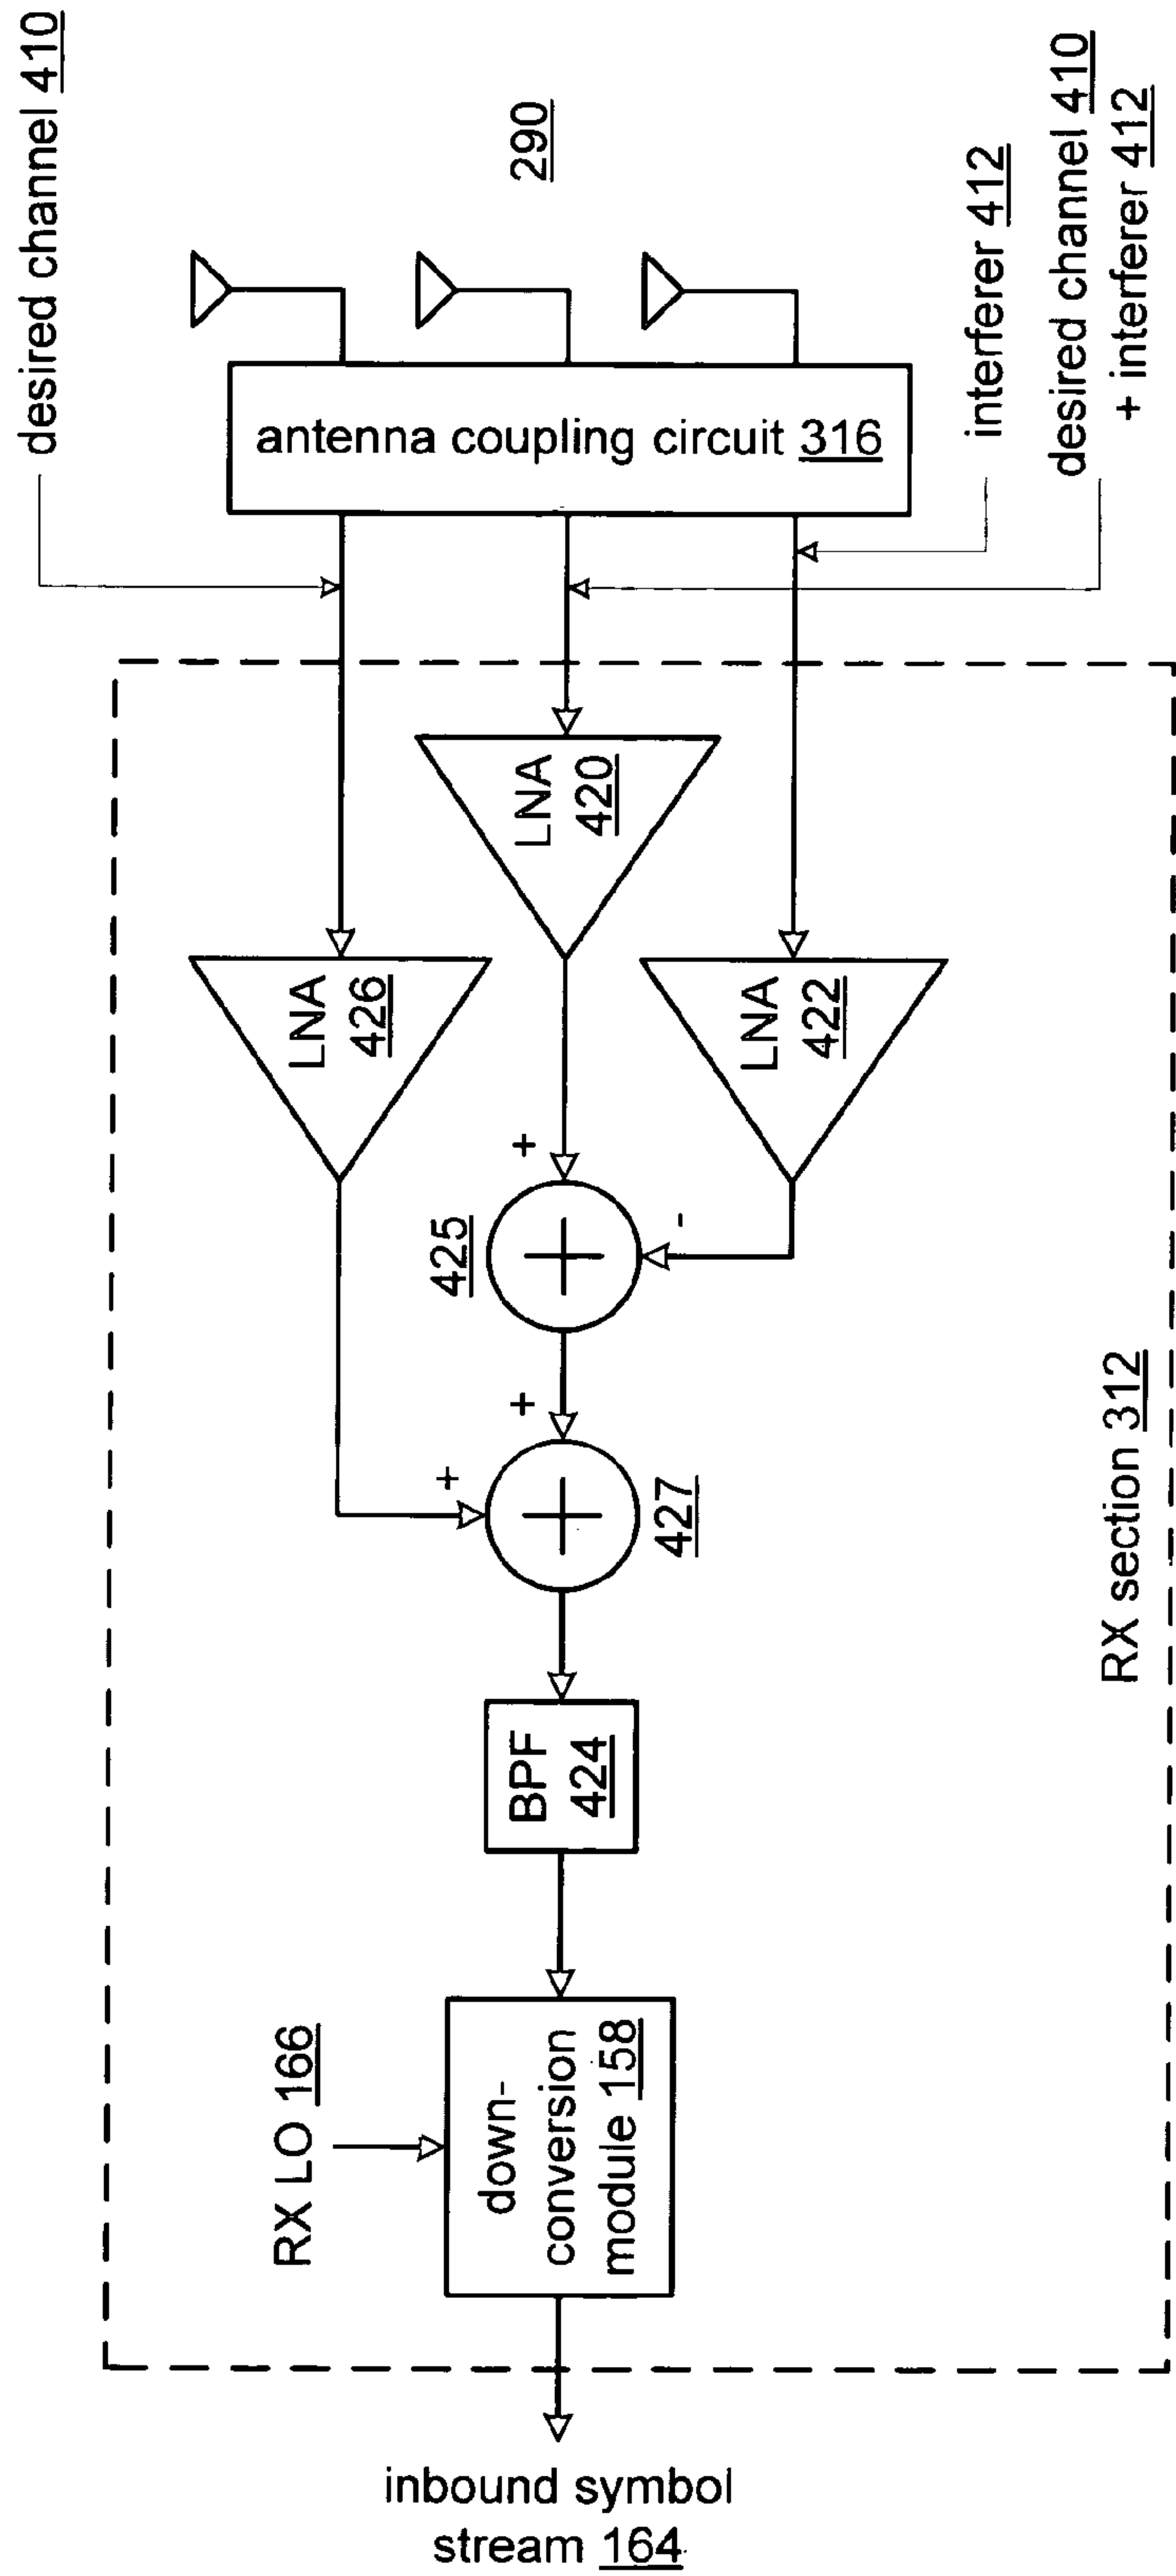 desired channel 410
290
antenna coupling circuit 316
interferer 412
desired channel 410
+ interferer 412
LNA
426
LNA
420
LNA
422
+
-
425
+
+
427
BPF
424
RX LO 166
down-
conversion
module 158
RX section 312
inbound symbol
stream 164